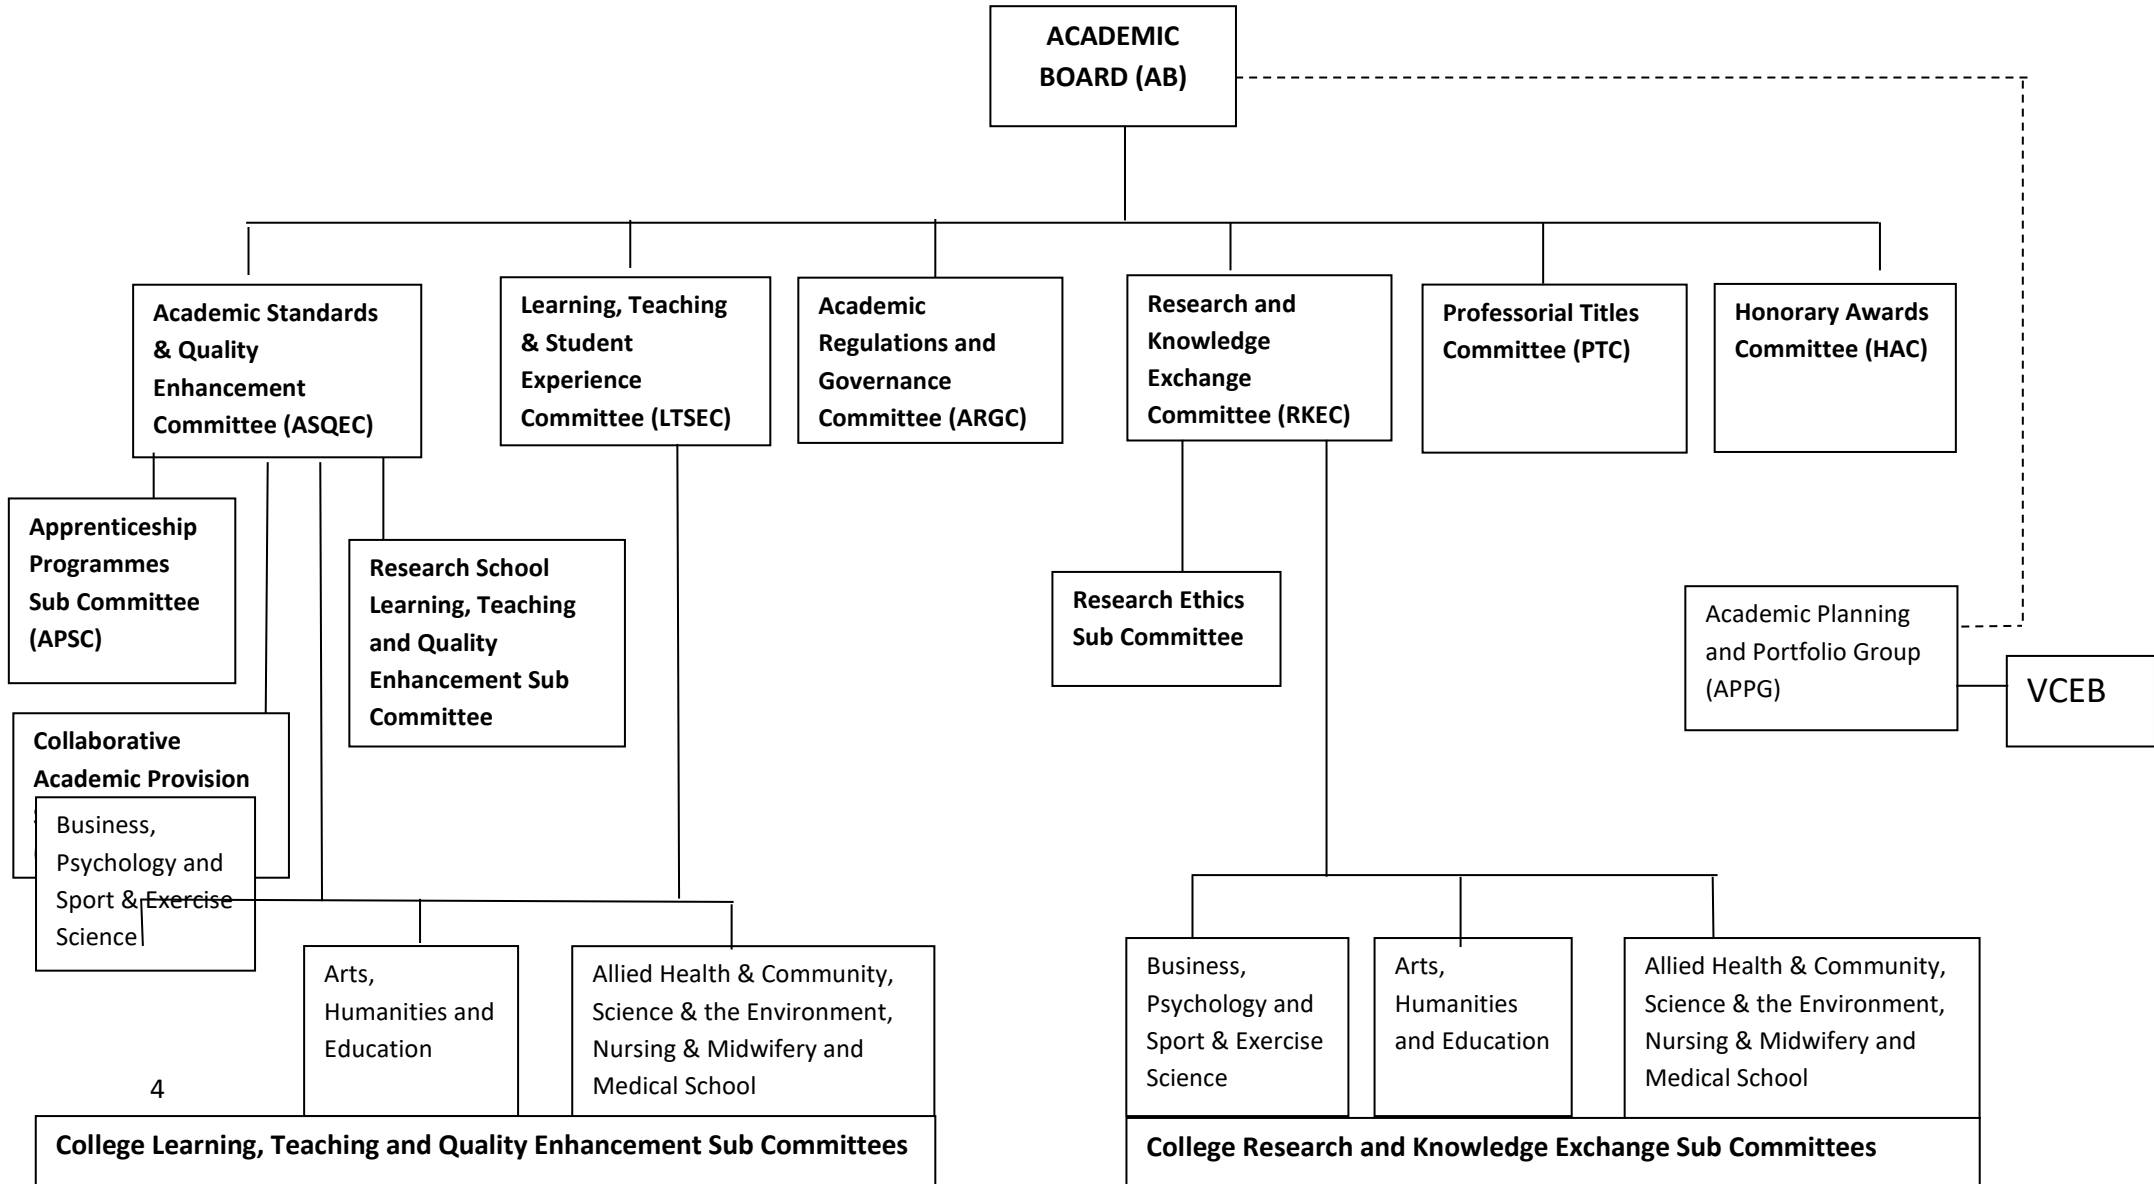 ACADEMIC
BOARD (AB)
Academic Standards
& Quality
Enhancement
Committee (ASQEC)
Learning, Teaching
& Student
Experience
Committee (LTSEC)
Academic
Regulations and
Governance
Committee (ARGC)
Research and
Knowledge
Exchange
Committee (RKEC)
Professorial Titles
Committee (PTC)
Honorary Awards
Committee (HAC)
Apprenticeship
Programmes
Sub Committee
(APSC)
Research School
Learning, Teaching
and Quality
Enhancement Sub
Committee
Research Ethics
Sub Committee
Academic Planning
and Portfolio Group
(APPG)
VCEB
Collaborative
Academic Provision
Business,
Psychology and
Sport & Exercise
Science
Arts,
Humanities and
Education
Allied Health & Community,
Science & the Environment,
Nursing & Midwifery and
Medical School
Business,
Psychology and
Sport & Exercise
Science
Arts,
Humanities
and Education
Allied Health & Community,
Science & the Environment,
Nursing & Midwifery and
Medical School
4
College Learning, Teaching and Quality Enhancement Sub Committees
College Research and Knowledge Exchange Sub Committees